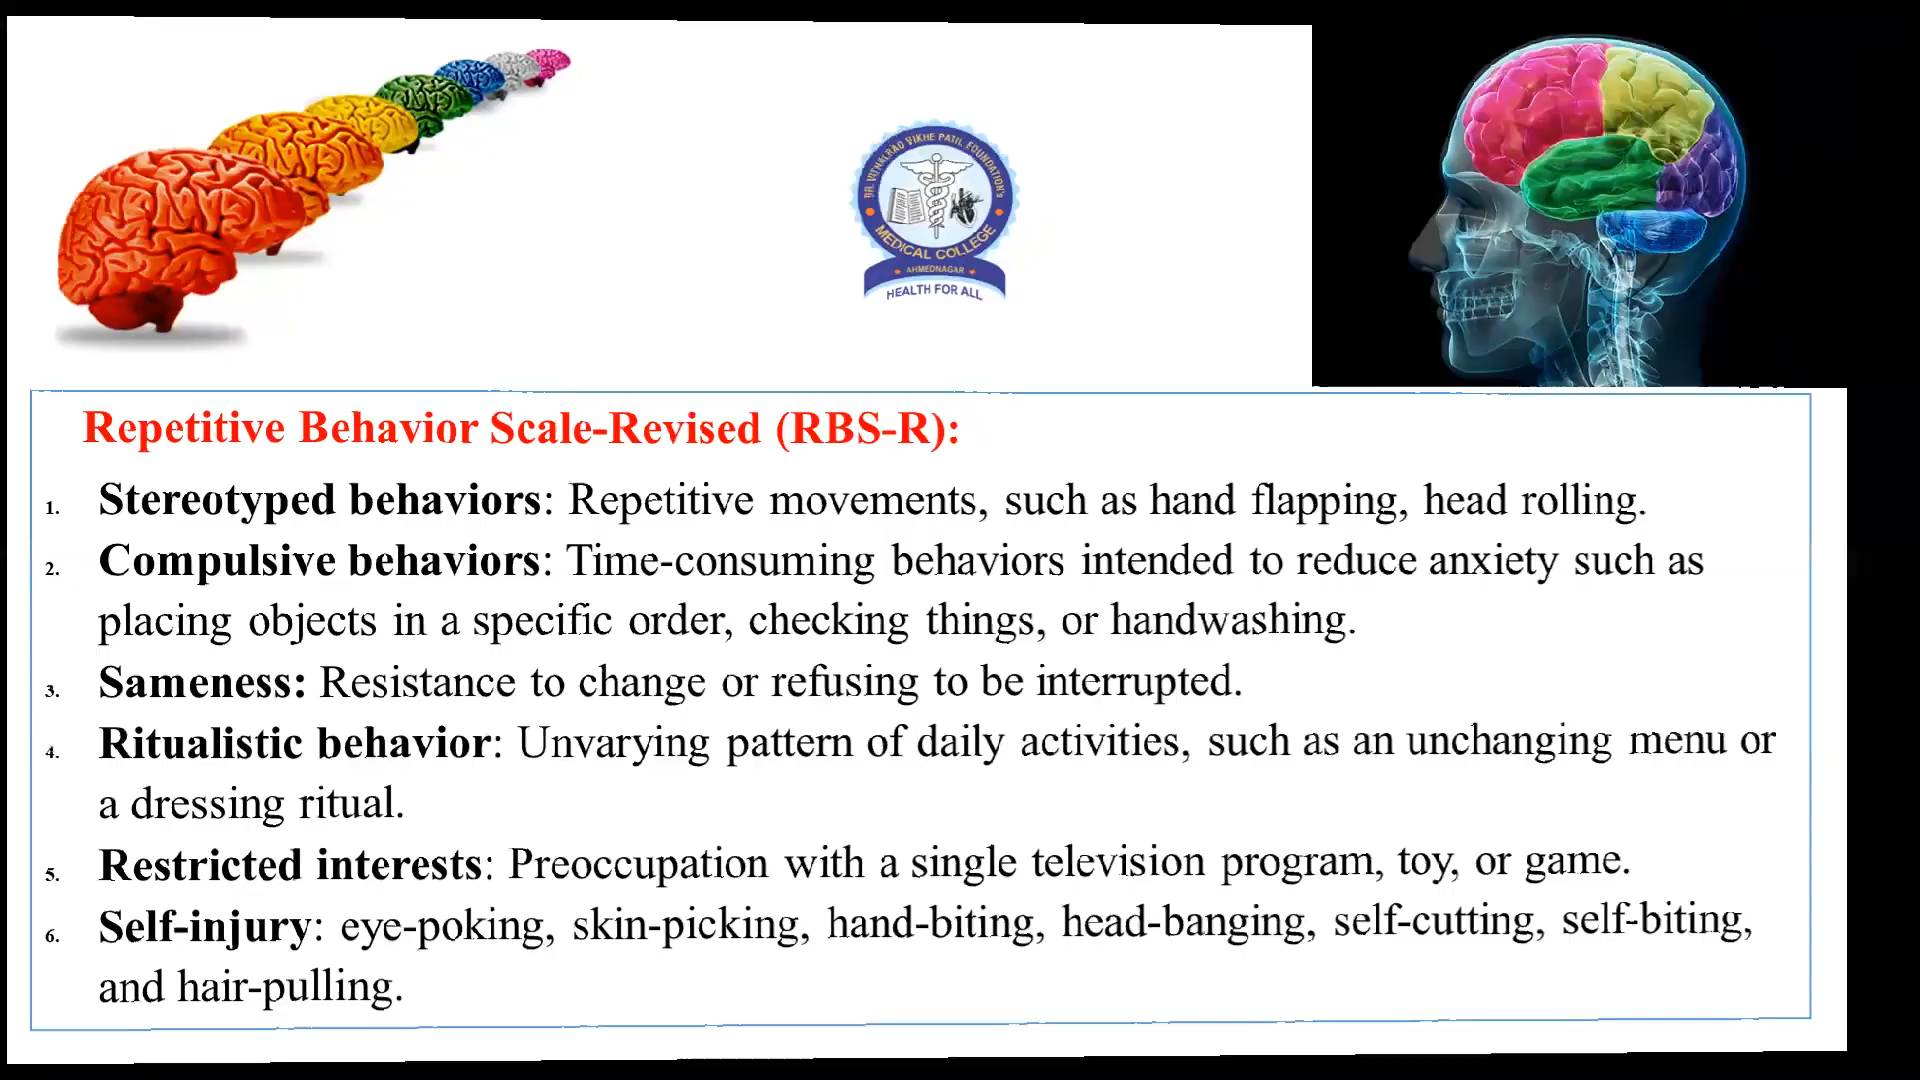 DR. VITHALRAO VIKHE PATIL FOUNDATION'S
MEDICAL COLLEGE
AHMEDNAGAR
HEALTH FOR ALL
Repetitive Behavior Scale-Revised (RBS-R):
1. Stereotyped behaviors: Repetitive movements, such as hand flapping, head rolling.
2. Compulsive behaviors: Time-consuming behaviors intended to reduce anxiety such as
placing objects in a specific order, checking things, or handwashing.
3. Sameness: Resistance to change or refusing to be interrupted.
4. Ritualistic behavior: Unvarying pattern of daily activities, such as an unchanging menu or
a dressing ritual.
5. Restricted interests: Preoccupation with a single television program, toy, or game.
6. Self-injury: eye-poking, skin-picking, hand-biting, head-banging, self-cutting, self-biting,
and hair-pulling.